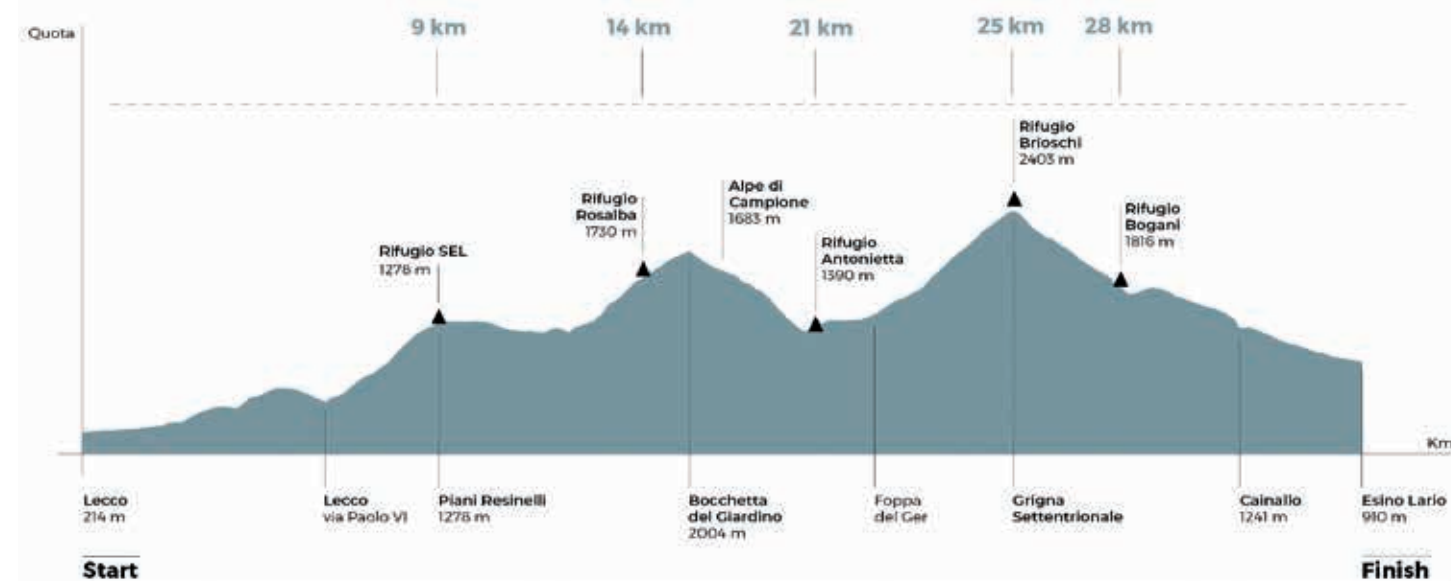 Quota
9 km
14 km
21 km
25 km
28 km
Rifugio SEL
1278 m
Rifugio
Rosalba
1730 m
Alpe di
Campione
1683 m
Rifugio
Antonietta
1390 m
Rifugio
Brioschi
2403 m
Rifugio
Bogani
1816 m
Km
Lecco
214 m
Lecco
via Paolo VI
Piani Resinelli
1278 m
Bocchetta
del Giardino
2004 m
Foppa
del Ger
Grigna
Settentrionale
Cainallo
1241 m
Esino Lario
910 m
Start
Finish